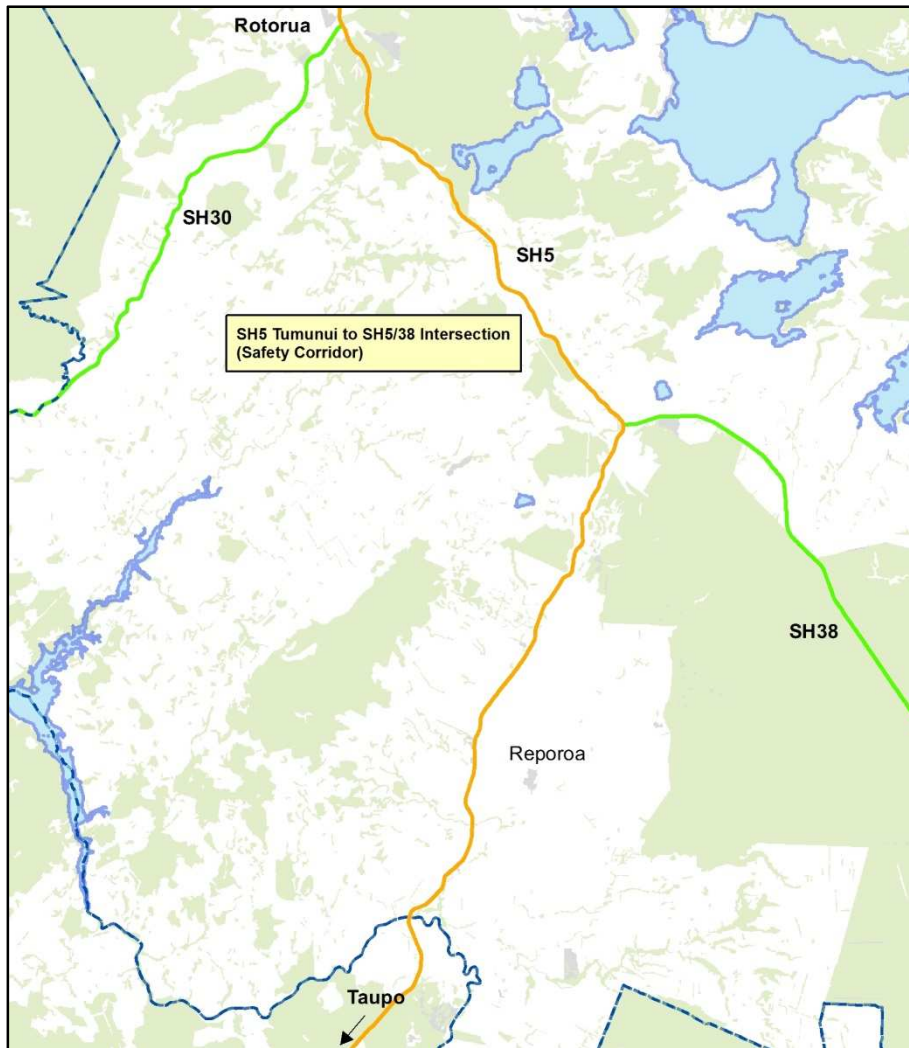 Rotorua
SH30
SH5
SH5 Tumunui to SH5/38 Intersection
(Safety Corridor)
SH38
Reporoa
Taupo